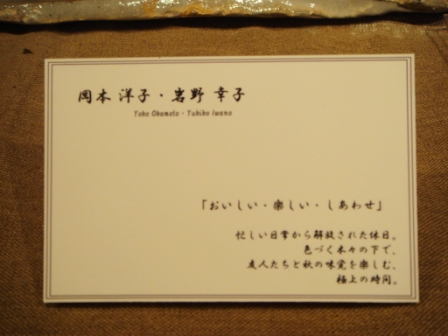 岡本 洋子・岩野 幸子
Yoko Okamoto - Yukiko Iwano
「おいしい・楽しい・しあわせ」
忙しい日常から解放された休日。
色づく木々の下で、
友人たちと秋の味覚を楽しむ、
極上の時間。